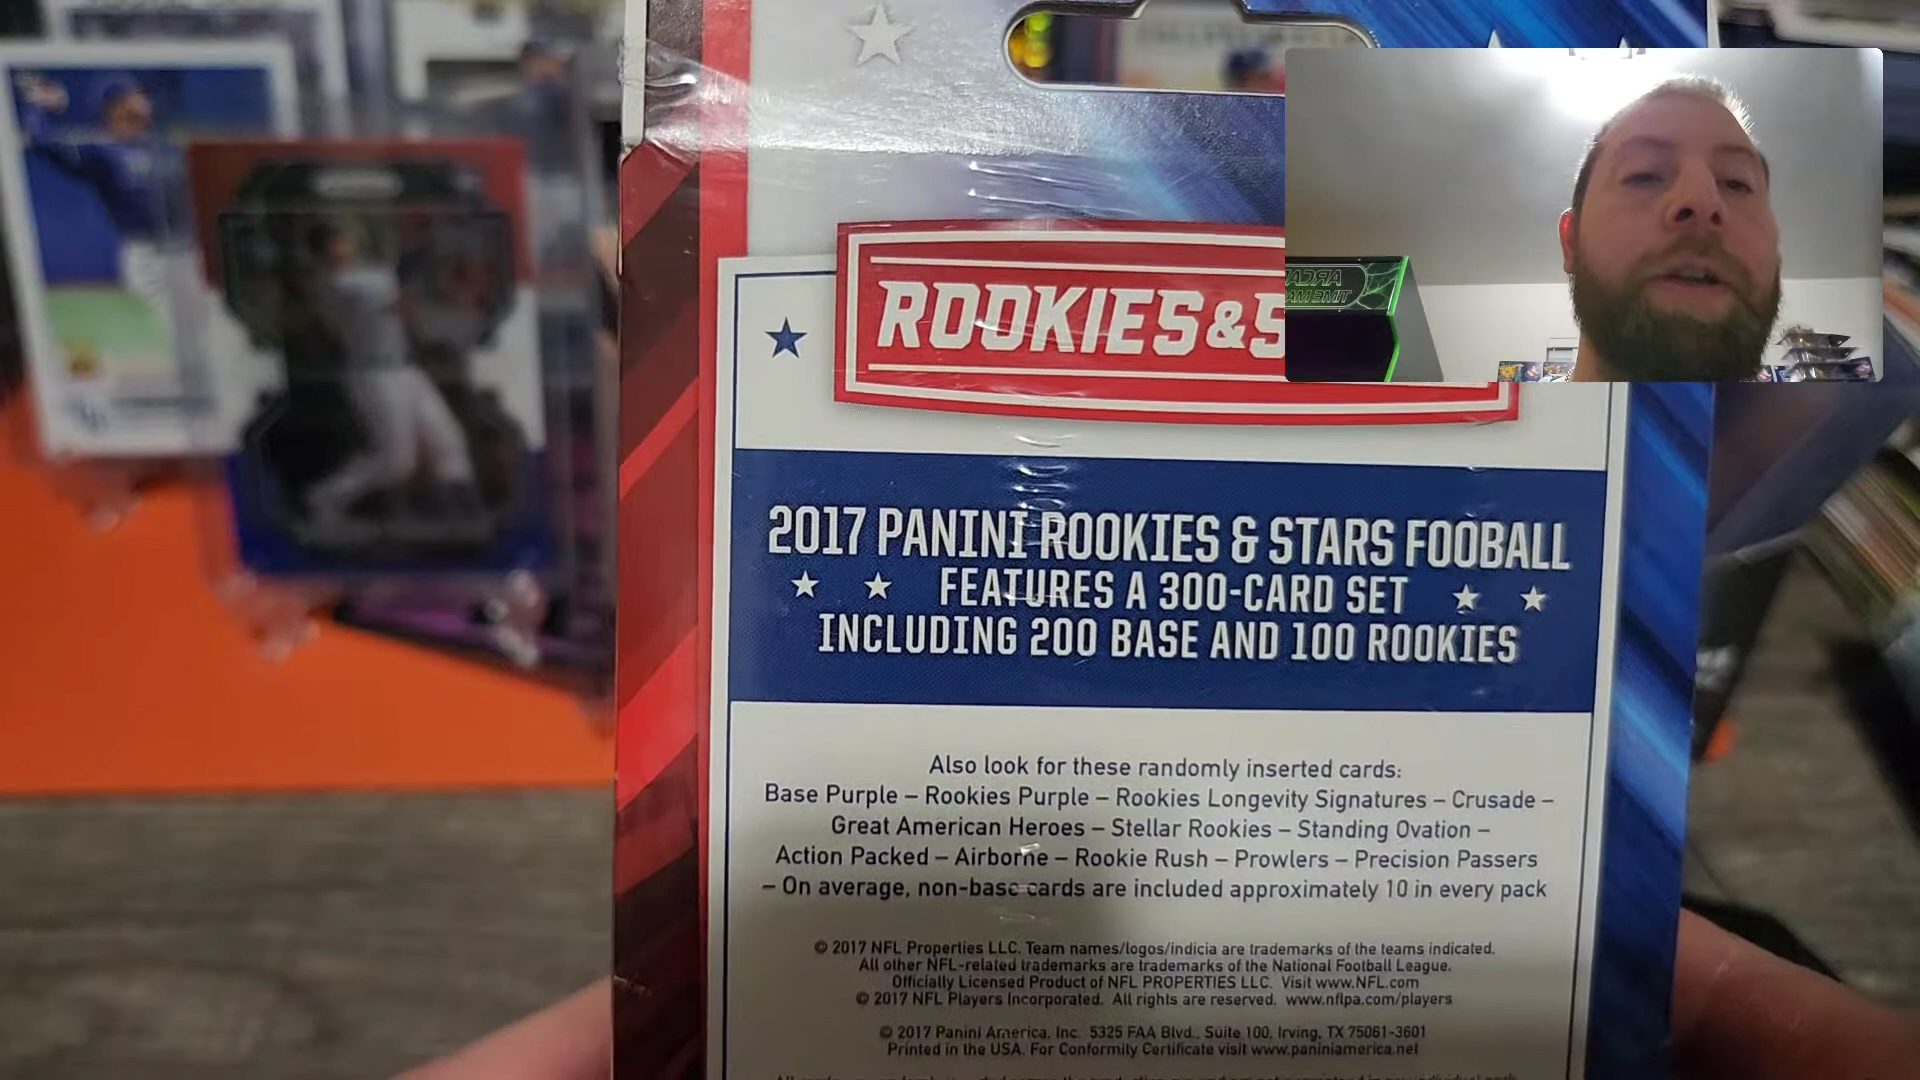 ROOKIES&S
2017 PANINI ROOKIES & STARS FOOBALL
FEATURES A 300-CARD SET
INCLUDING 200 BASE AND 100 ROOKIES
Also look for these randomly inserted cards:
Base Purple – Rookies Purple – Rookies Longevity Signatures – Crusade –
Great American Heroes – Stellar Rookies – Standing Ovation –
Action Packed – Airborne – Rookie Rush – Prowlers – Precision Passers
– On average, non-base cards are included approximately 10 in every pack
© 2017 NFL Properties LLC. Team names/logos/indicia are trademarks of the teams indicated.
All other NFL-related trademarks are trademarks of the National Football League.
Officially Licensed Product of NFL PROPERTIES LLC. Visit www.NFL.com
© 2017 NFL Players Incorporated. All rights are reserved. www.nflpa.com/players
© 2017 Panini America, Inc. 5325 FAA Blvd., Suite 100, Irving, TX 75061-3601
Printed in the USA. For Conformity Certificate visit www.paniniamerica.net